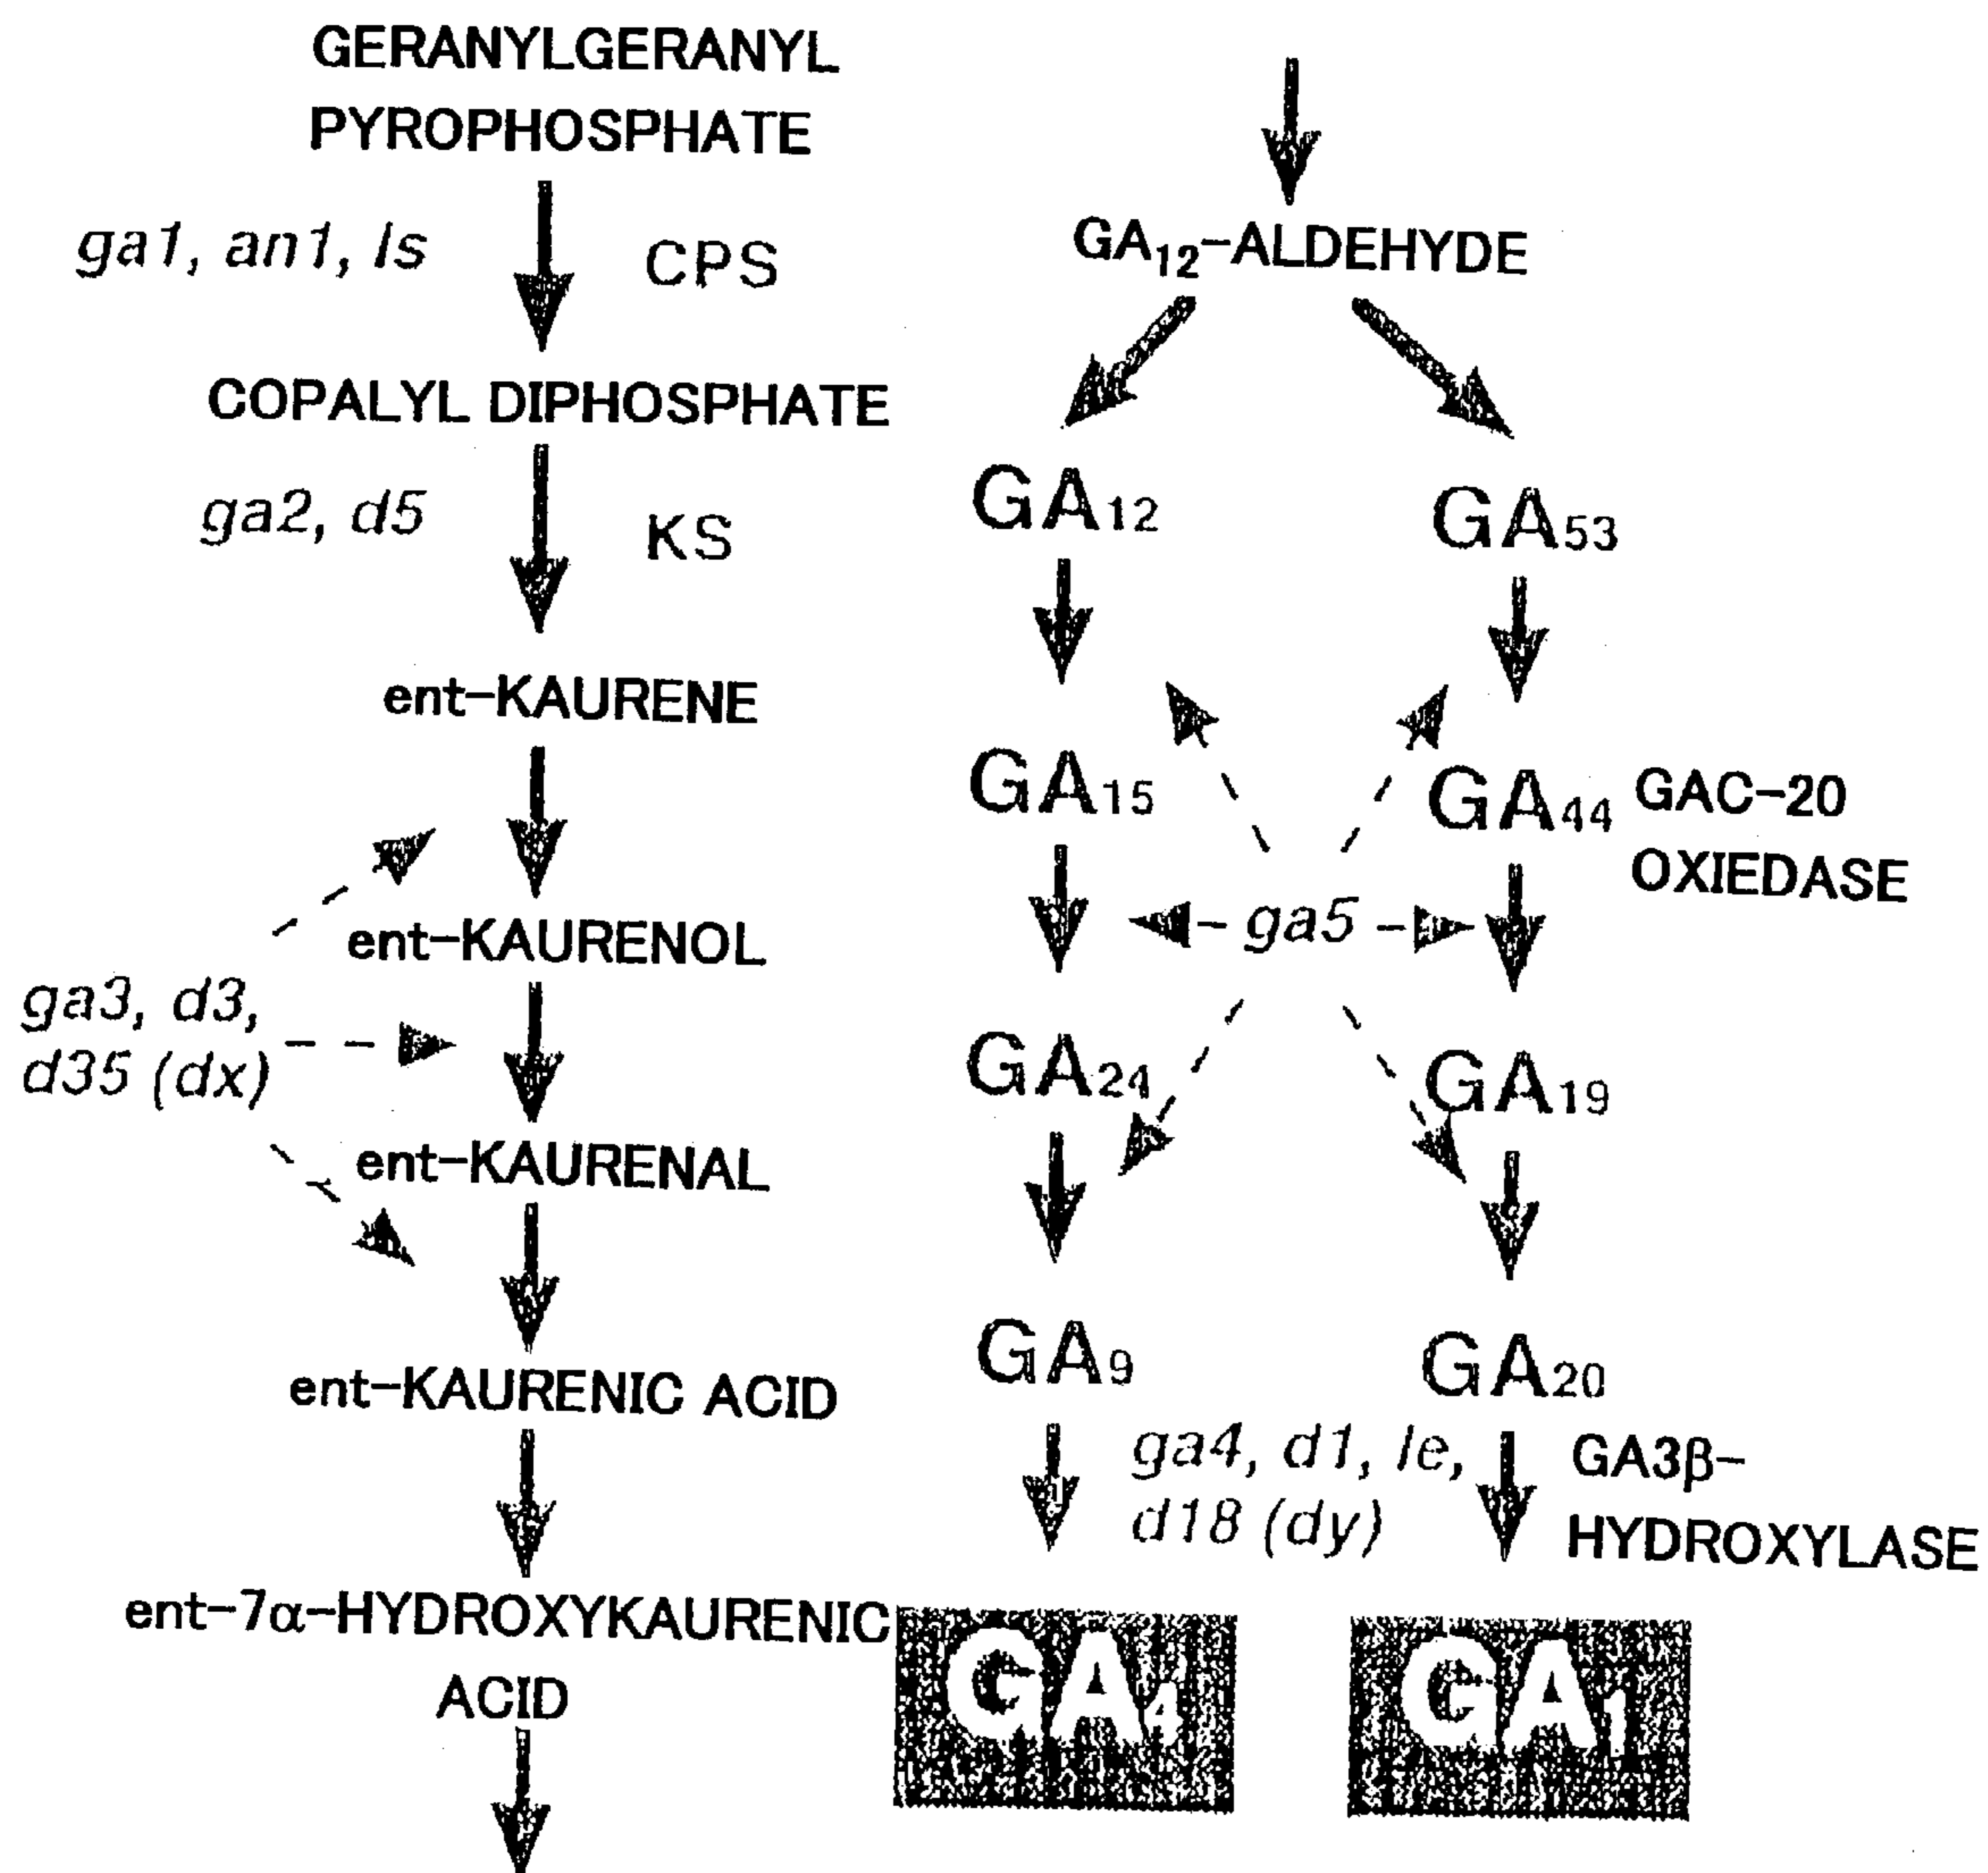 GERANYLGERANYL
PYROPHOSPHATE
ga1, an1, ls
CPS
COPALYL DIPHOSPHATE
ga2, d5
KS
ent-KAURENE
ent-KAURENOL
ga3, d3,
d35 (dx)
ent-KAURENAL
ent-KAURENIC ACID
ent-7α-HYDROXYKAURENIC
ACID
GA12-ALDEHYDE
GA12
GA53
GA15
GA44
GAC-20
OXIEDASE
ga5
GA24
GA19
GA9
GA20
ga4, d1, le,
d18 (dy)
GA3β-
HYDROXYLASE
GA4
GA1